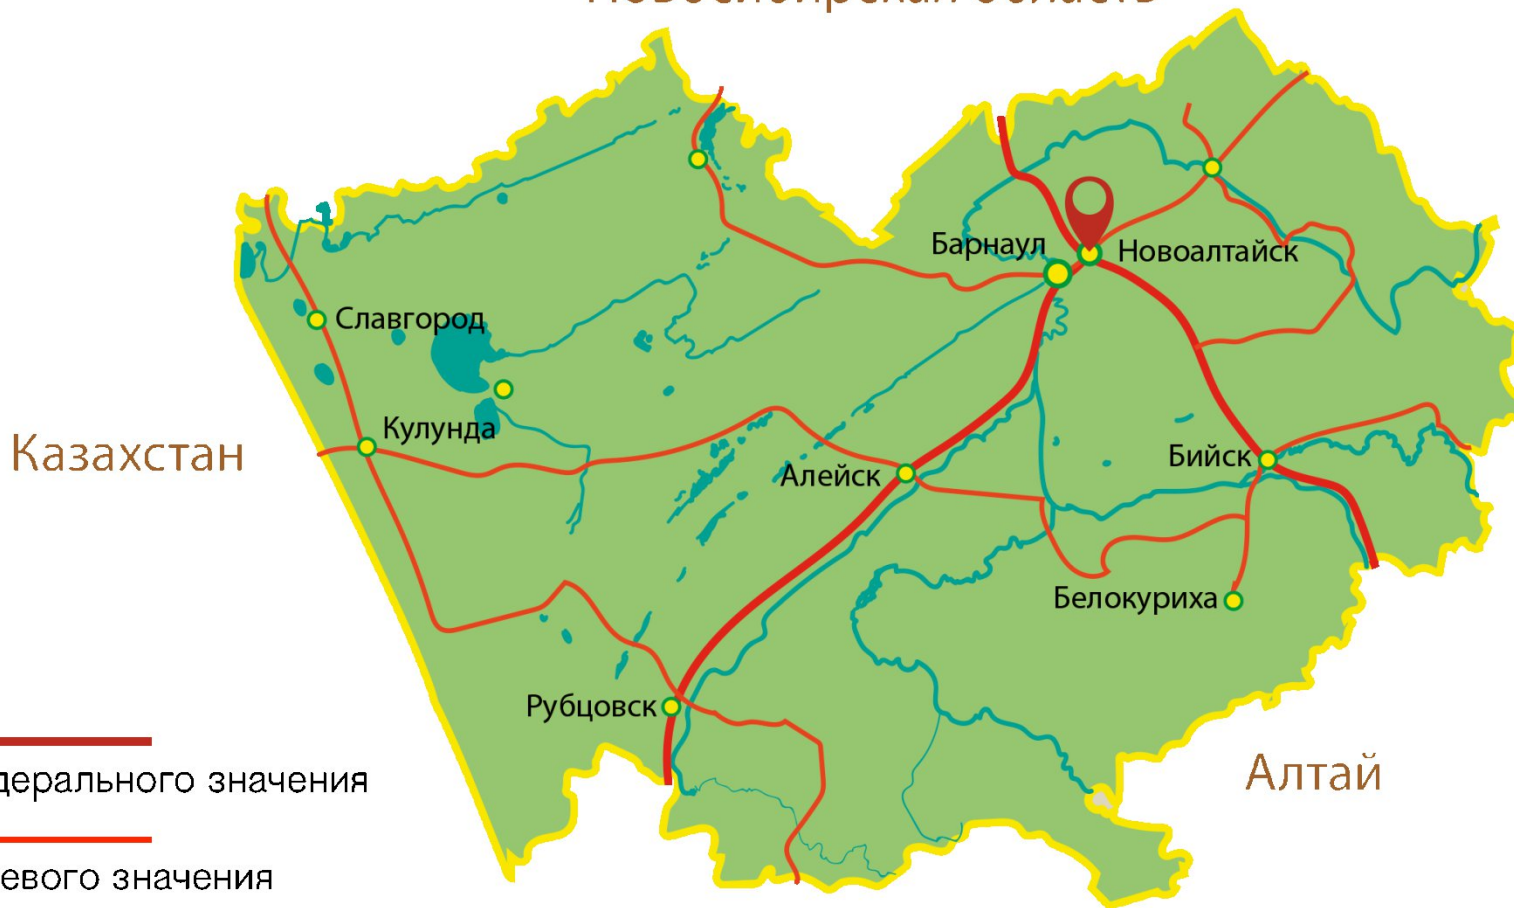 Новосибирская область
Барнаул
Новоалтайск
Славгород
Кулунда
Казахстан
Алейск
Бийск
Белокуриха
Рубцовск
Алтай
дерального значения
евого значения